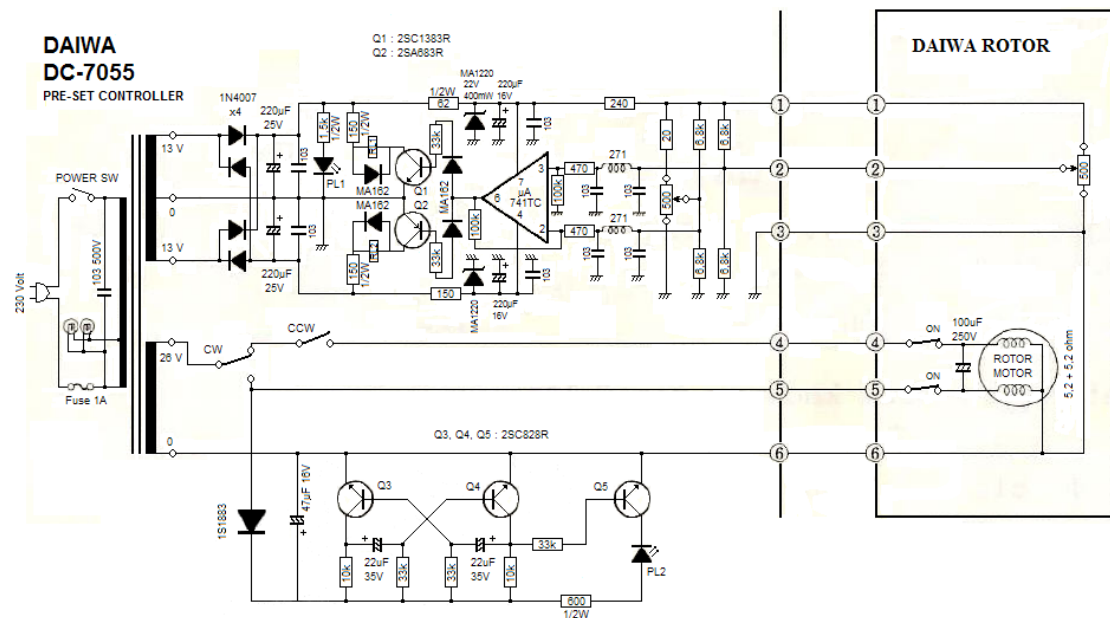 DAIWA
DC-7055
PRE-SET CONTROLLER
Q1 : 2SC1383R
Q2 : 2SA683R
DAIWA ROTOR
1N4007
x4
220µF
25V
103
1,5k
1/2W
PL1
150
1/2W
RL1
MA162
MA162
RL2
150
1/2W
Q1
Q2
1/2W
62
33k
33k
MA162
MA1220
22V
400mW
220µF
16V
103
240
7
µA
741TC
4
6
3
2
100k
100k
470
470
271
271
103
103
103
103
20
500
6,8k
6,8k
6,8k
6,8k
150
MA1220
220µF
16V
103
220µF
25V
103
13 V
0
13 V
POWER SW
103 500V
230 Volt
Fuse 1A
26 V
0
CW
CCW
1
2
3
4
5
6
1
2
3
4
5
6
500
ON
ON
100uF
250V
ROTOR
MOTOR
5,2 + 5,2 ohm
Q3, Q4, Q5 : 2SC828R
1S1883
47µF 16V
Q3
Q4
Q5
10k
22uF
35V
33k
33k
22uF
35V
10k
33k
PL2
600
1/2W